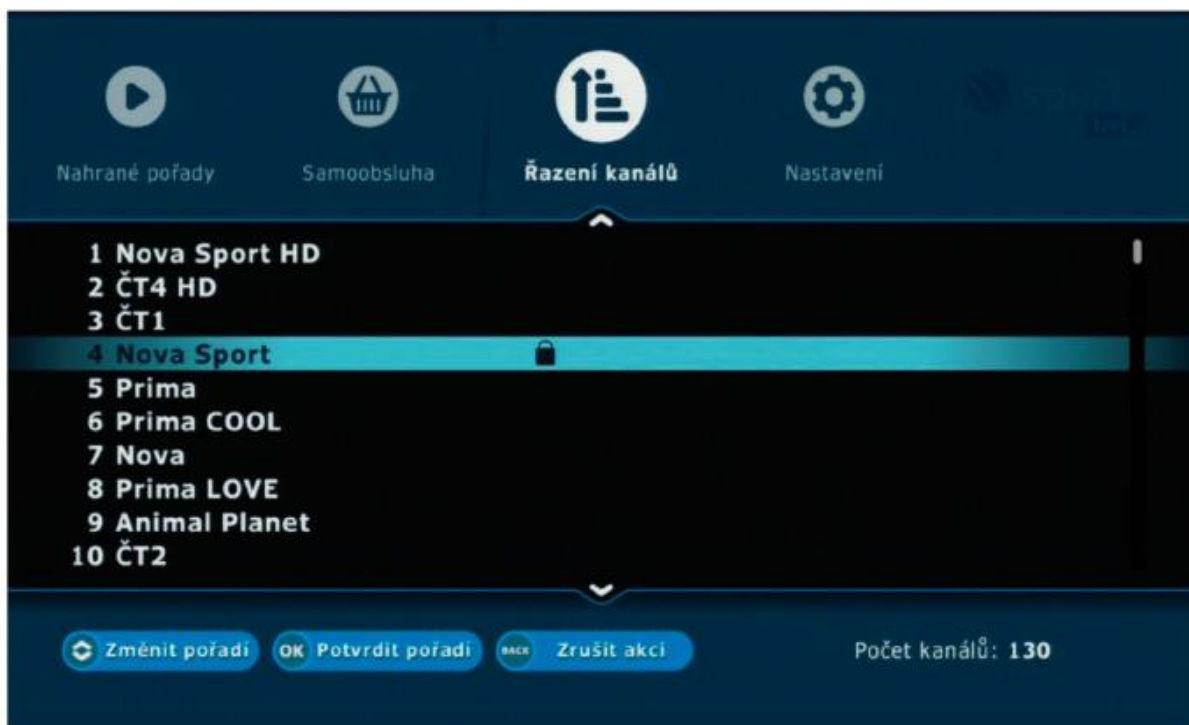 Nahrané pořady
Samoobsluha
Řazení kanálů
Nastavení
1 Nova Sport HD
2 ČT4 HD
3 ČT1
4 Nova Sport
5 Prima
6 Prima COOL
7 Nova
8 Prima LOVE
9 Animal Planet
10 ČT2
Změnit pořadí
OK Potvrdit pořadí
BACK Zrušit akci
Počet kanálů: 130